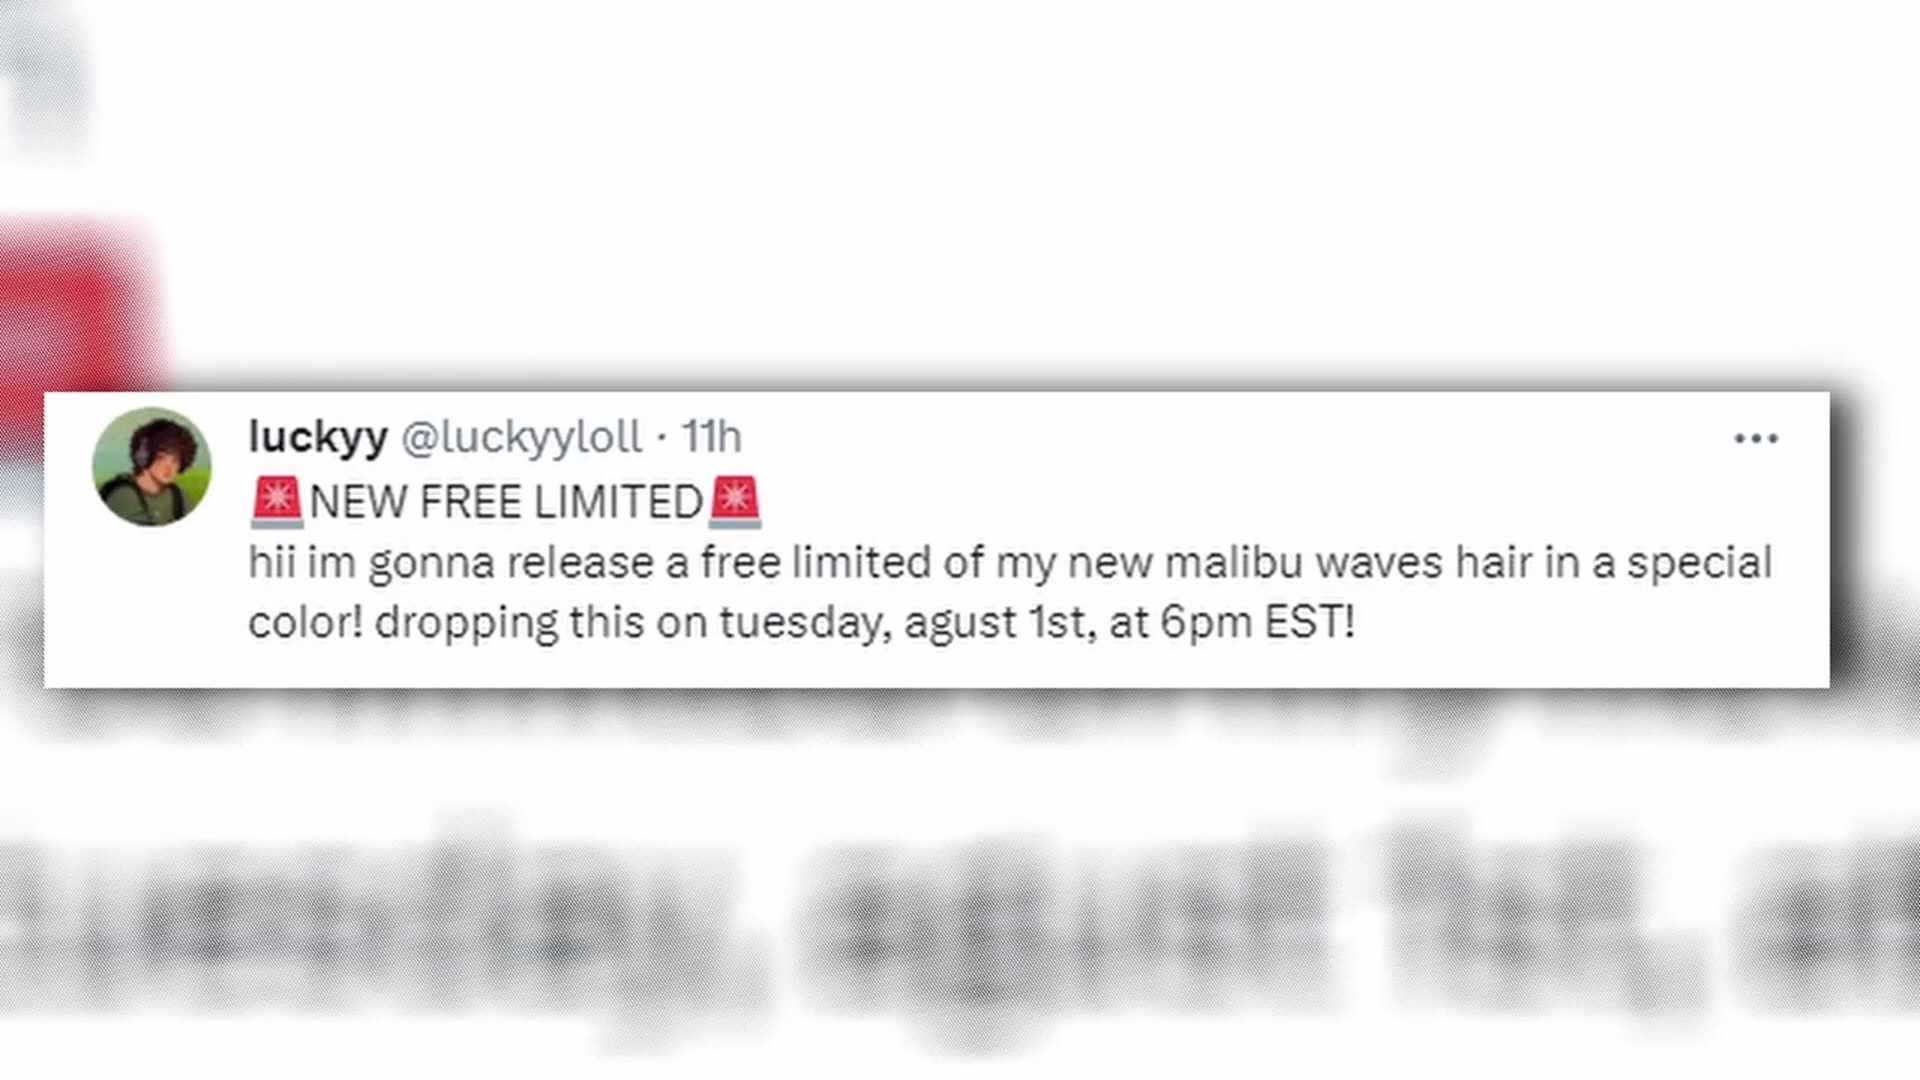 luckyy @luckyyloll · 11h
🚨NEW FREE LIMITED🚨
hii im gonna release a free limited of my new malibu waves hair in a special
color! dropping this on tuesday, agust 1st, at 6pm EST!